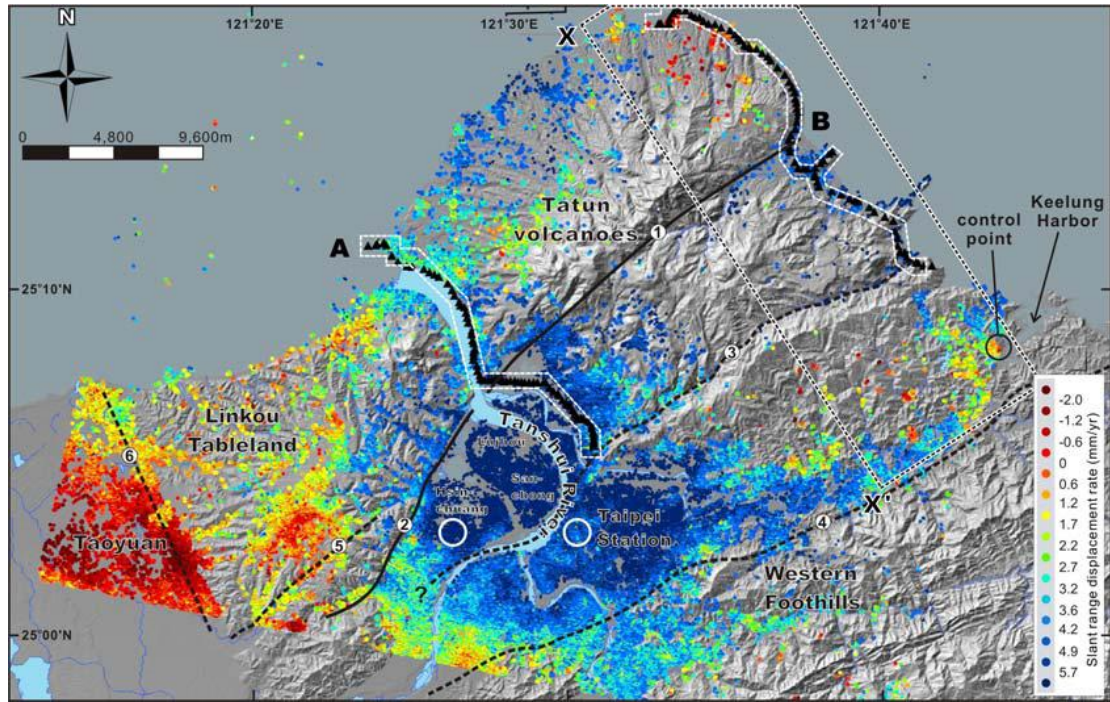 N
121°20'E
121°30'E
121°40'E
X
0 4,800 9,600m
B
A
Tatun
volcanoes
1
control
point
Keelung
Harbor
25°10'N
3
Linkou
Tableland
6
Tanshui River
Luzhou
San-
chong
Hsin-
chuang
2
5
Taoyuan
Taipei
Station
X'
4
?
Western
Foothills
25°00'N
-2.0
-1.2
-0.6
0
0.6
1.2
1.7
2.2
2.7
3.2
3.6
4.2
4.9
5.7
Slant range displacement rate (mm/yr)